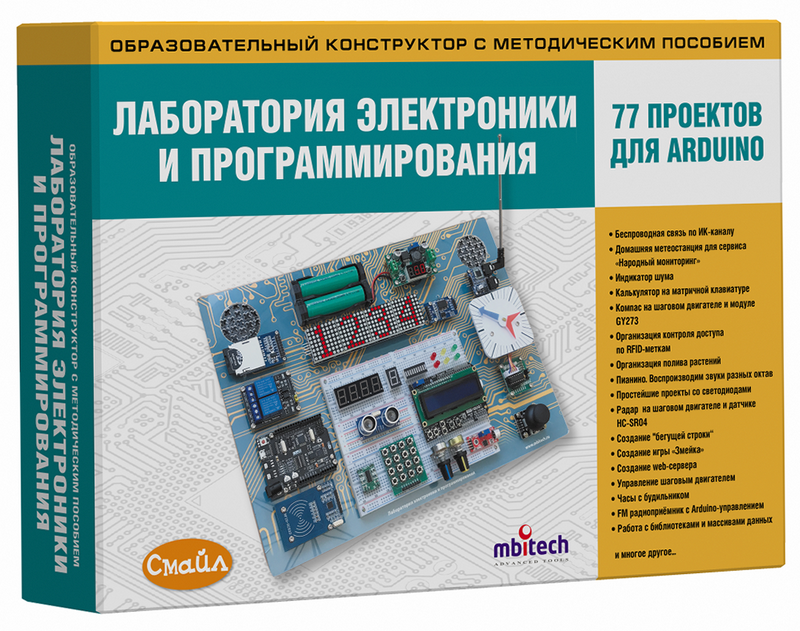 ОБРАЗОВАТЕЛЬНЫЙ КОНСТРУКТОР С МЕТОДИЧЕСКИМ ПОСОБИЕМ
ЛАБОРАТОРИЯ ЭЛЕКТРОНИКИ
И ПРОГРАММИРОВАНИЯ
77 ПРОЕКТОВ
ДЛЯ ARDUINO
• Беспроводная связь по ИК-каналу
• Домашняя метеостанция для сервиса
«Народный мониторинг»
• Индикатор шума
• Калькулятор на матричной клавиатуре
• Компас на шаговом двигателе и модуле
GY273
• Организация контроля доступа
по RFID-меткам
• Организация полива растений
• Пианино. Воспроизводим звуки разных октав
• Простейшие проекты со светодиодами
• Радар на шаговом двигателе и датчике
HC-SR04
• Создание "бегущей строки"
• Создание игры «Змейка»
• Создание web-сервера
• Управление шаговым двигателем
• Часы с будильником
• FM радиоприёмник с Arduino-управлением
• Работа с библиотеками и массивами данных
и многое другое..
1234
Смайл
mbitech
ADVANCED TOOLS
ОБРАЗОВАТЕЛЬНЫЙ КОНСТРУКТОР С МЕТОДИЧЕСКИМ ПОСОБИЕМ
ЛАБОРАТОРИЯ ЭЛЕКТРОНИКИ
И ПРОГРАММИРОВАНИЯ